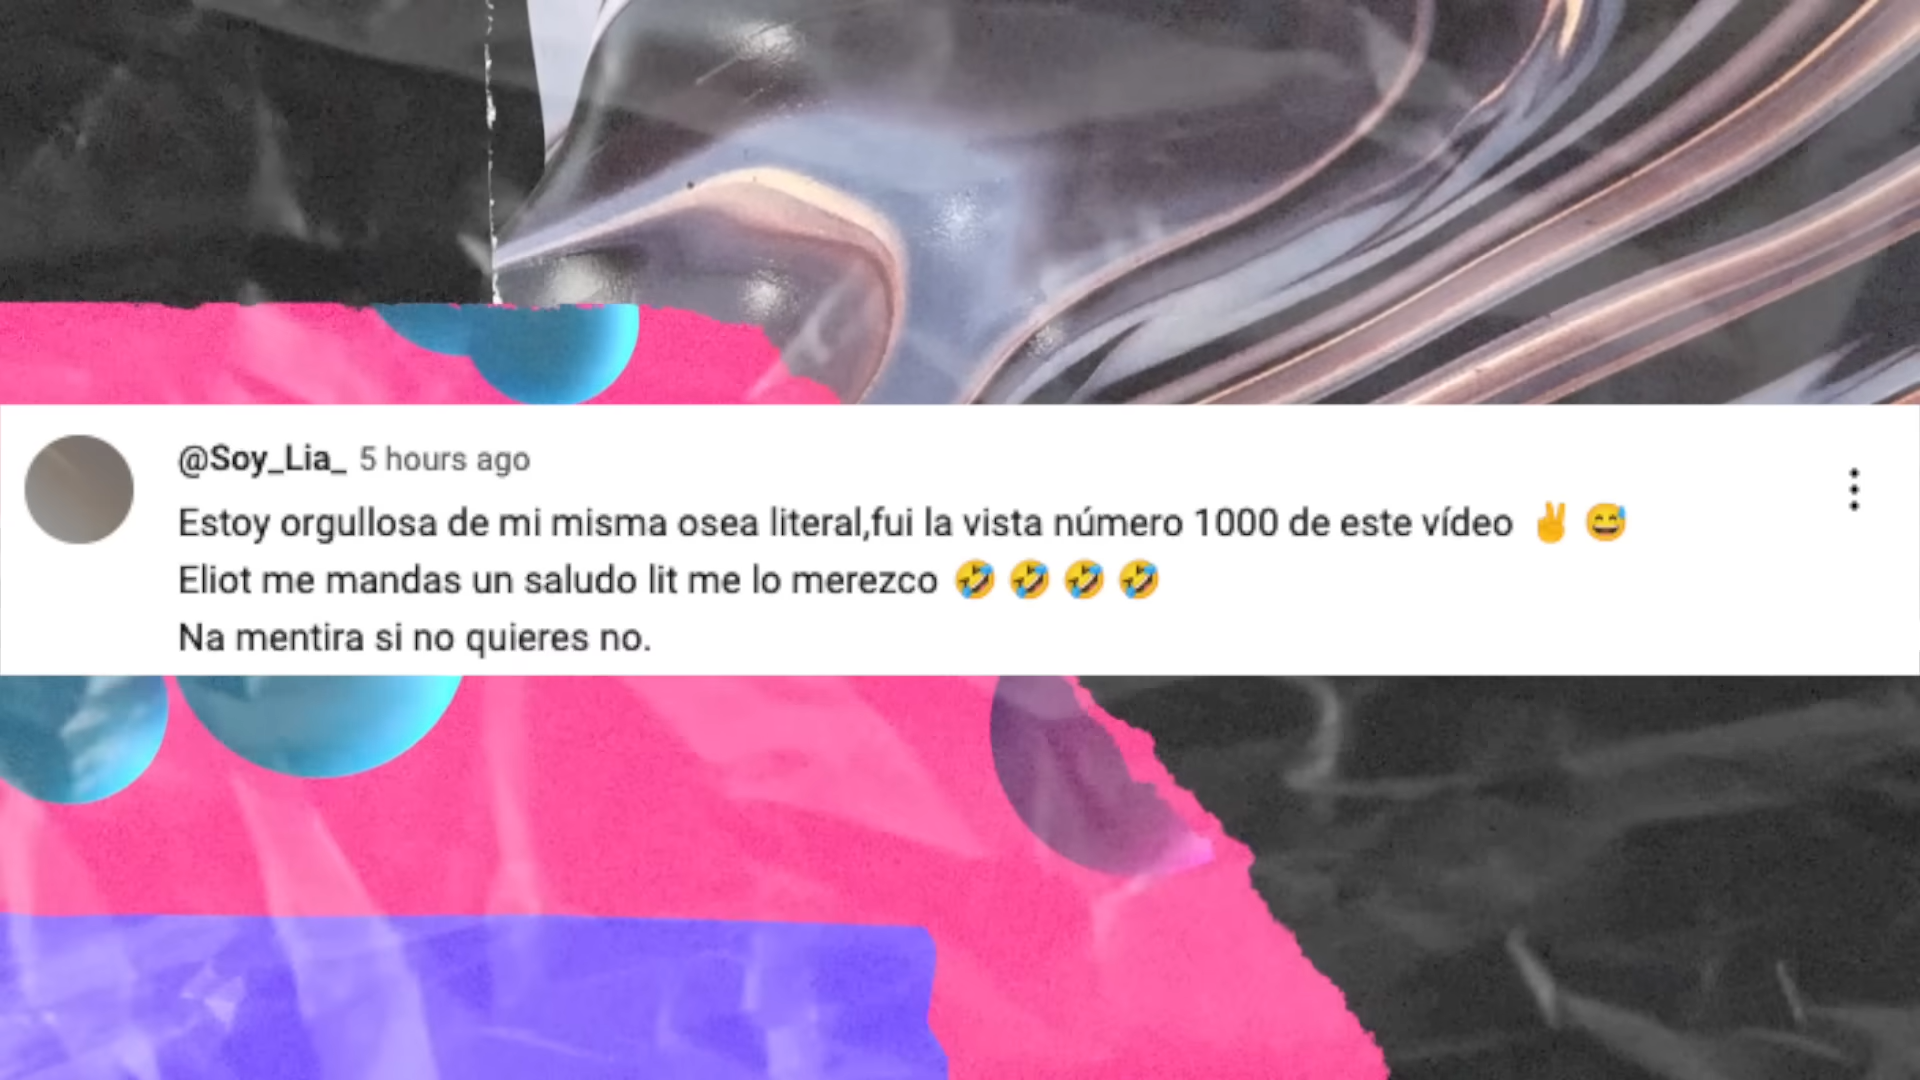 @Soy_Lia_ 5 hours ago
Estoy orgullosa de mi misma osea literal,fui la vista número 1000 de este vídeo ✌️ 😅
Eliot me mandas un saludo lit me lo merezco 🤣 🤣 🤣 🤣
Na mentira si no quieres no.